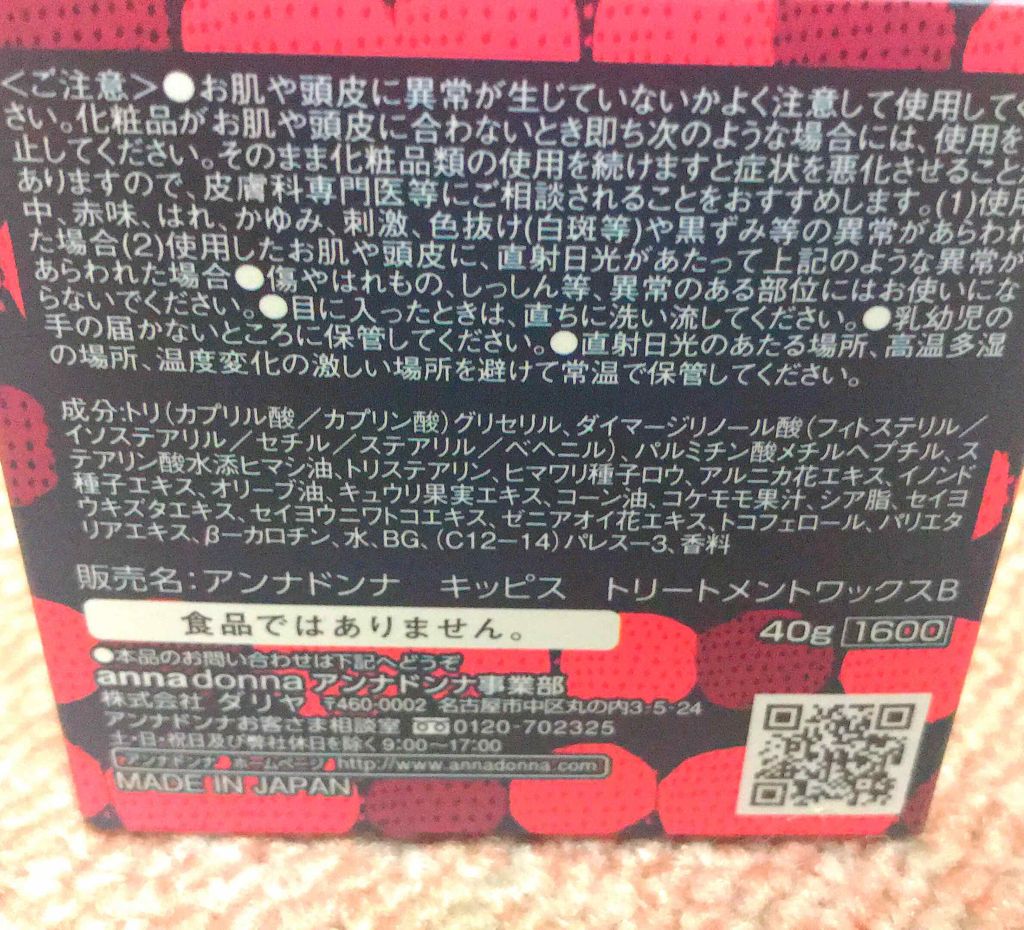 ＜ご注意＞●お肌や頭皮に異常が生じていないかよく注意して使用してく
さい。化粧品がお肌や頭皮に合わないとき即ち次のような場合には、使用を
止してください。そのまま化粧品類の使用を続けますと症状を悪化させること
ありますので、皮膚科専門医等にご相談されることをおすすめします。(1)使用
中、赤味、はれ、かゆみ、刺激、色抜け(白斑等)や黒ずみ等の異常があらわれ
た場合(2)使用したお肌や頭皮に、直射日光があたって上記のような異常が
あらわれた場合●傷やはれもの、しっしん等、異常のある部位にはお使いにな
らないでください。●目に入ったときは、直ちに洗い流してください。●乳幼児の
手の届かないところに保管してください。●直射日光のあたる場所、高温多湿
の場所、温度変化の激しい場所を避けて常温で保管してください。
成分:トリ(カプリル酸／カプリン酸)グリセリル、ダイマージリノール酸(フィトステリル／
イソステアリル／セチル／ステアリル／ベヘニル)、パルミチン酸メチルヘプチル、ス
テアリン酸水添ヒマシ油、トリステアリン、ヒマワリ種子ロウ、アルニカ花エキス、イノンド
種子エキス、オリーブ油、キュウリ果実エキス、コーン油、コケモモ果汁、シア脂、セイヨ
ウキズタエキス、セイヨウニワトコエキス、ゼニアオイ花エキス、トコフェロール、パリエタ
リアエキス、β－カロチン、水、BG、(C12－14)パレス－3、香料
販売名：アンナドンナ　キッピス　トリートメントワックスB
食品ではありません。
40g 1600
●本品のお問い合わせは下記へどうぞ
annadonna アンナドンナ事業部
株式会社 ダリヤ 〒460-0002 名古屋市中区丸の内3-5-24
アンナドンナお客さま相談室 0120-702325
土・日・祝日及び弊社休日を除く9:00〜17:00
アンナドンナ ホームページ http://www.annadonna.com
MADE IN JAPAN